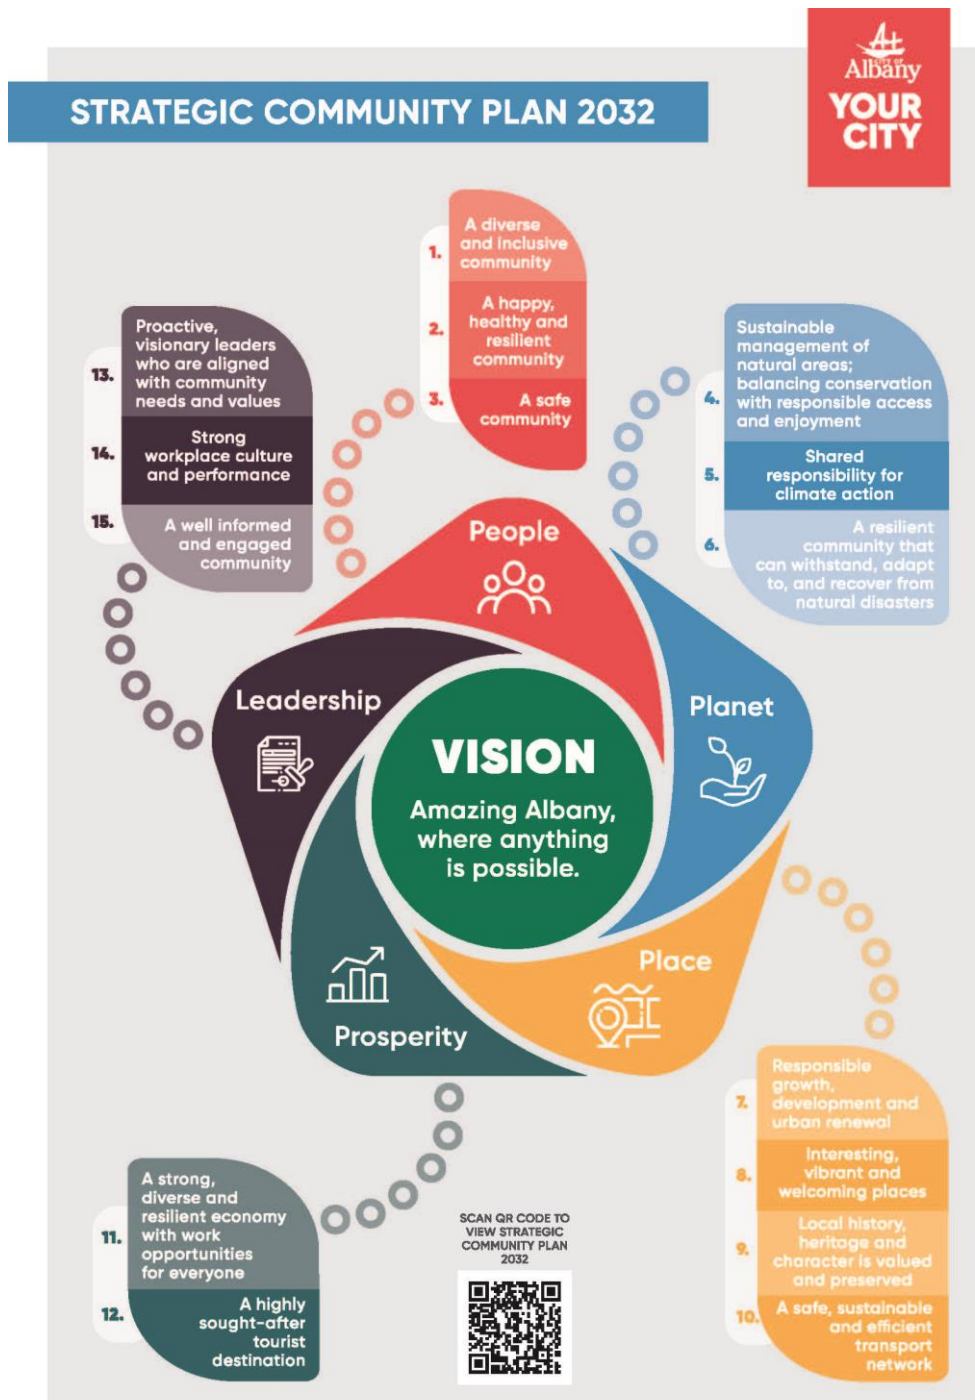 CITY OF
Albany
YOUR
CITY
STRATEGIC COMMUNITY PLAN 2032
1.
A diverse
and inclusive
community
2.
A happy,
healthy and
resilient
community
3.
A safe
community
13.
Proactive,
visionary leaders
who are aligned
with community
needs and values
14.
Strong
workplace culture
and performance
15.
A well informed
and engaged
community
4.
Sustainable
management of
natural areas;
balancing conservation
with responsible access
and enjoyment
5.
Shared
responsibility for
climate action
6.
A resilient
community that
can withstand, adapt
to, and recover from
natural disasters
People
Leadership
Planet
VISION
Amazing Albany,
where anything
is possible.
Place
Prosperity
7.
Responsible
growth,
development and
urban renewal
8.
Interesting,
vibrant and
welcoming places
9.
Local history,
heritage and
character is valued
and preserved
10.
A safe, sustainable
and efficient
transport
network
11.
A strong,
diverse and
resilient economy
with work
opportunities
for everyone
12.
A highly
sought-after
tourist
destination
SCAN QR CODE TO
VIEW STRATEGIC
COMMUNITY PLAN
2032